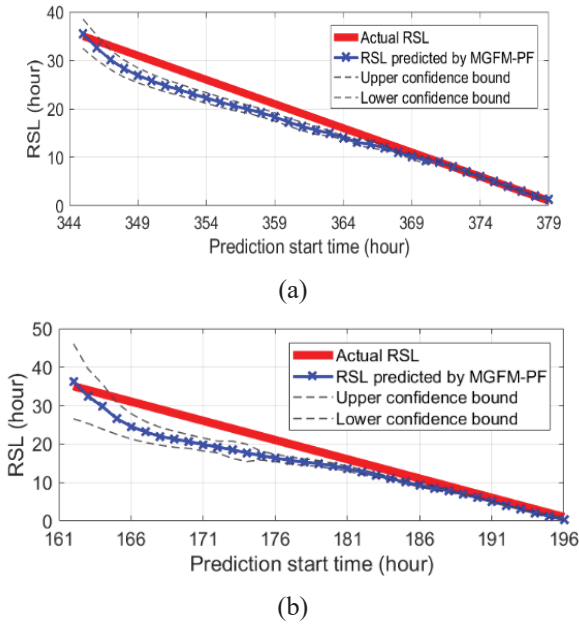 40
30
20
10
0
RSL (hour)
Actual RSL
RSL predicted by MGFM-PF
Upper confidence bound
Lower confidence bound
344 349 354 359 364 369 374 379
Prediction start time (hour)
(a)
50
40
30
20
10
0
RSL (hour)
Actual RSL
RSL predicted by MGFM-PF
Upper confidence bound
Lower confidence bound
161 166 171 176 181 186 191 196
Prediction start time (hour)
(b)